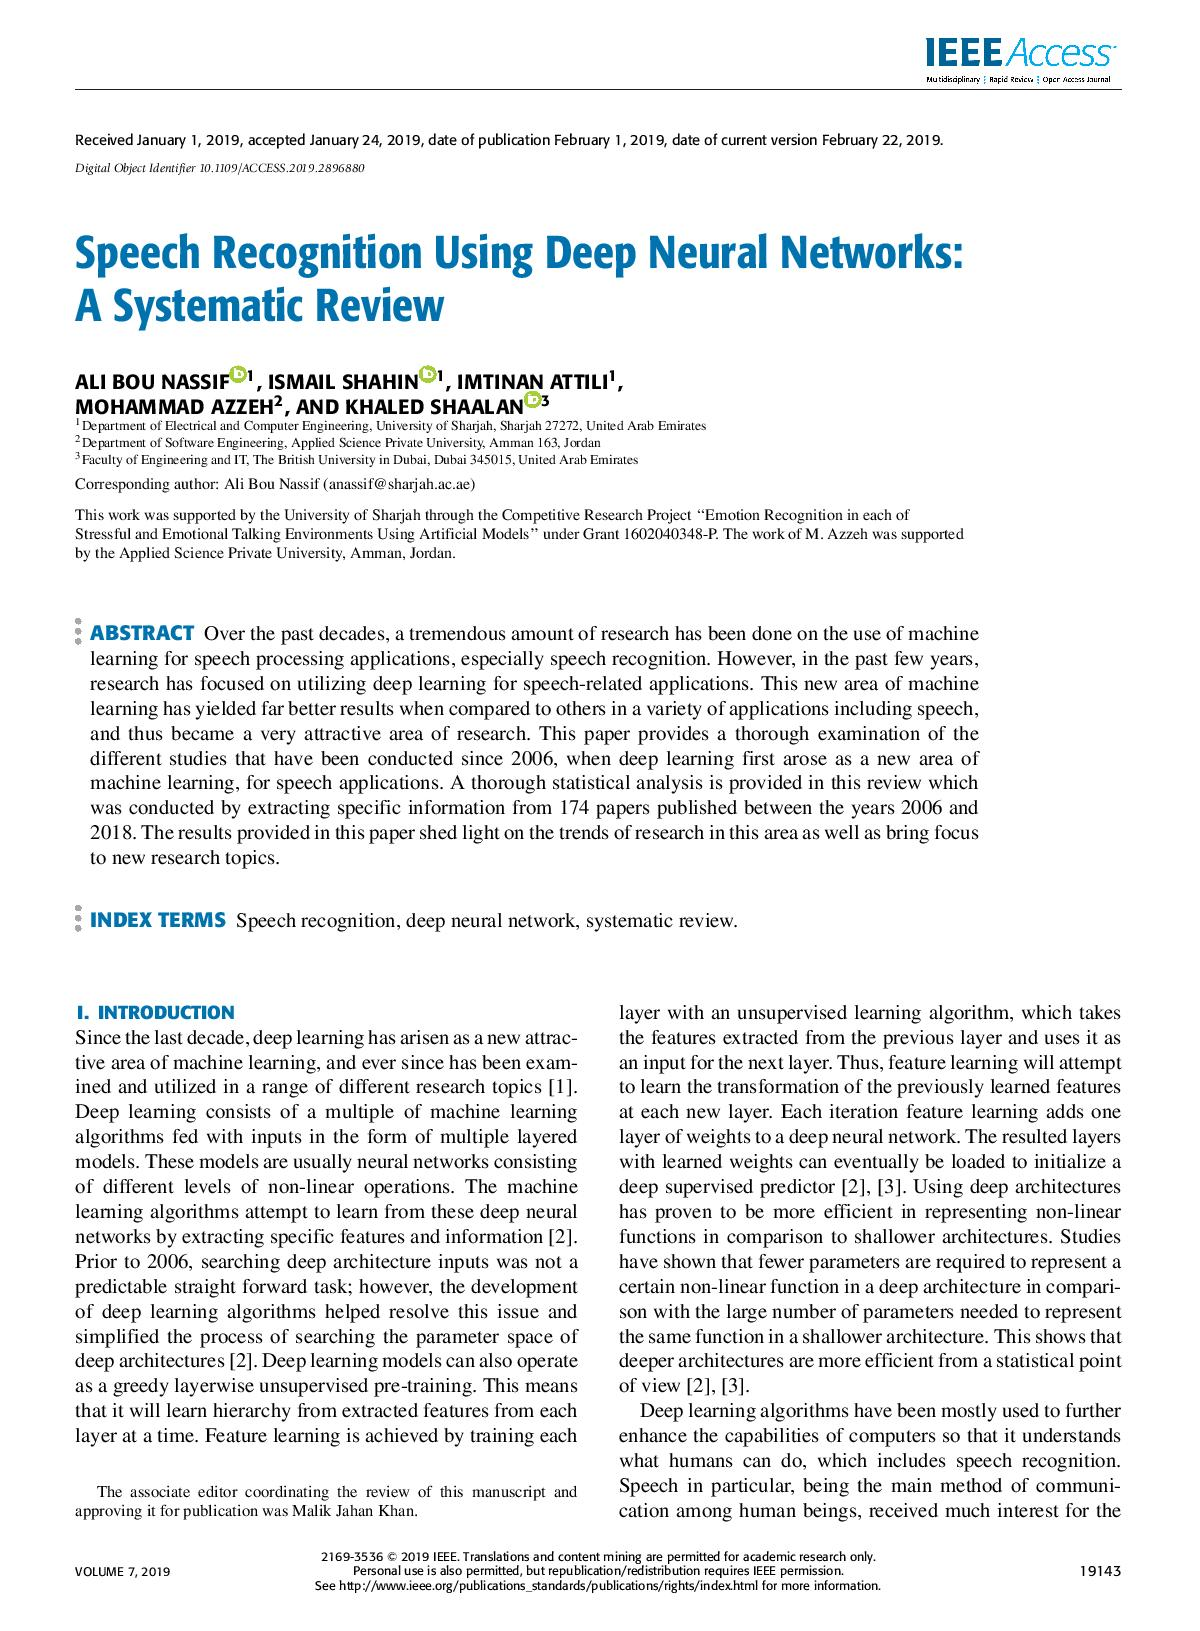 IEEE Access
Multidisciplinary | Rapid Review | Open Access Journal
Received January 1, 2019, accepted January 24, 2019, date of publication February 1, 2019, date of current version February 22, 2019.
Digital Object Identifier 10.1109/ACCESS.2019.2896880
Speech Recognition Using Deep Neural Networks:
A Systematic Review
ALI BOU NASSIF 1, ISMAIL SHAHIN 1, IMTINAN ATTILI1,
MOHAMMAD AZZEH2, AND KHALED SHAALAN 3
1Department of Electrical and Computer Engineering, University of Sharjah, Sharjah 27272, United Arab Emirates
2Department of Software Engineering, Applied Science Private University, Amman 163, Jordan
3Faculty of Engineering and IT, The British University in Dubai, Dubai 345015, United Arab Emirates
Corresponding author: Ali Bou Nassif (anassif@sharjah.ac.ae)
This work was supported by the University of Sharjah through the Competitive Research Project “Emotion Recognition in each of
Stressful and Emotional Talking Environments Using Artificial Models” under Grant 1602040348-P. The work of M. Azzeh was supported
by the Applied Science Private University, Amman, Jordan.
ABSTRACT Over the past decades, a tremendous amount of research has been done on the use of machine
learning for speech processing applications, especially speech recognition. However, in the past few years,
research has focused on utilizing deep learning for speech-related applications. This new area of machine
learning has yielded far better results when compared to others in a variety of applications including speech,
and thus became a very attractive area of research. This paper provides a thorough examination of the
different studies that have been conducted since 2006, when deep learning first arose as a new area of
machine learning, for speech applications. A thorough statistical analysis is provided in this review which
was conducted by extracting specific information from 174 papers published between the years 2006 and
2018. The results provided in this paper shed light on the trends of research in this area as well as bring focus
to new research topics.
INDEX TERMS Speech recognition, deep neural network, systematic review.
I. INTRODUCTION
Since the last decade, deep learning has arisen as a new attrac-
tive area of machine learning, and ever since has been exam-
ined and utilized in a range of different research topics [1].
Deep learning consists of a multiple of machine learning
algorithms fed with inputs in the form of multiple layered
models. These models are usually neural networks consisting
of different levels of non-linear operations. The machine
learning algorithms attempt to learn from these deep neural
networks by extracting specific features and information [2].
Prior to 2006, searching deep architecture inputs was not a
predictable straight forward task; however, the development
of deep learning algorithms helped resolve this issue and
simplified the process of searching the parameter space of
deep architectures [2]. Deep learning models can also operate
as a greedy layerwise unsupervised pre-training. This means
that it will learn hierarchy from extracted features from each
layer at a time. Feature learning is achieved by training each
The associate editor coordinating the review of this manuscript and
approving it for publication was Malik Jahan Khan.
layer with an unsupervised learning algorithm, which takes
the features extracted from the previous layer and uses it as
an input for the next layer. Thus, feature learning will attempt
to learn the transformation of the previously learned features
at each new layer. Each iteration feature learning adds one
layer of weights to a deep neural network. The resulted layers
with learned weights can eventually be loaded to initialize a
deep supervised predictor [2], [3]. Using deep architectures
has proven to be more efficient in representing non-linear
functions in comparison to shallower architectures. Studies
have shown that fewer parameters are required to represent a
certain non-linear function in a deep architecture in compari-
son with the large number of parameters needed to represent
the same function in a shallower architecture. This shows that
deeper architectures are more efficient from a statistical point
of view [2], [3].
Deep learning algorithms have been mostly used to further
enhance the capabilities of computers so that it understands
what humans can do, which includes speech recognition.
Speech in particular, being the main method of communi-
cation among human beings, received much interest for the
VOLUME 7, 2019
2169-3536 © 2019 IEEE. Translations and content mining are permitted for academic research only.
Personal use is also permitted, but republication/redistribution requires IEEE permission.
See http://www.ieee.org/publications_standards/publications/rights/index.html for more information.
19143